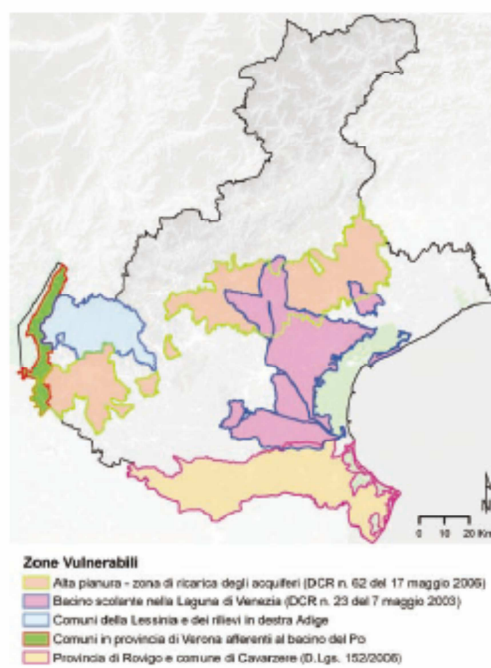 N
0 10 20 Km
Zone Vulnerabili
Alta pianura - zona di ricarica degli acquiferi (DCR n. 62 del 17 maggio 2006)
Bacino scolante nella Laguna di Venezia (DCR n. 23 del 7 maggio 2003)
Comuni della Lessinia e dei rilievi in destra Adige
Comuni in provincia di Verona afferenti al bacino del Po
Provincia di Rovigo e comune di Cavarzere (D.Lgs. 152/2006)